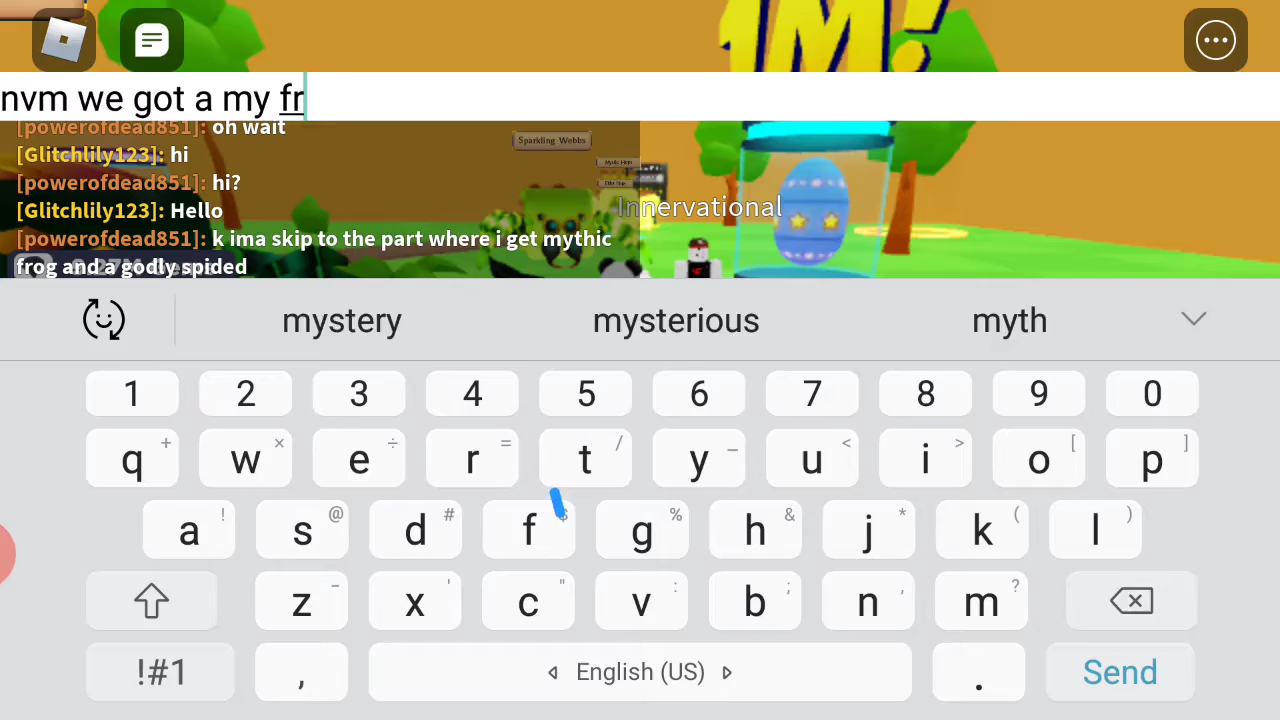 1M!
nvm we got a my fr
[powerofdead851]: oh wait
Sparkling Webbs
[Glitchlily123]: hi
[powerofdead851]: hi?
[Glitchlily123]: Hello
Innervational
[powerofdead851]: k ima skip to the part where i get mythic
frog and a godly spided
mystery mysterious myth
1 2 3 4 5 6 7 8 9 0
q + w × e ÷ r = t / y _ u < i > o [ p ]
a ! s @ d # f $ g % h & j * k ( l )
z - x ' c " v : b ; n , m ?
!#1 , English (US) . Send